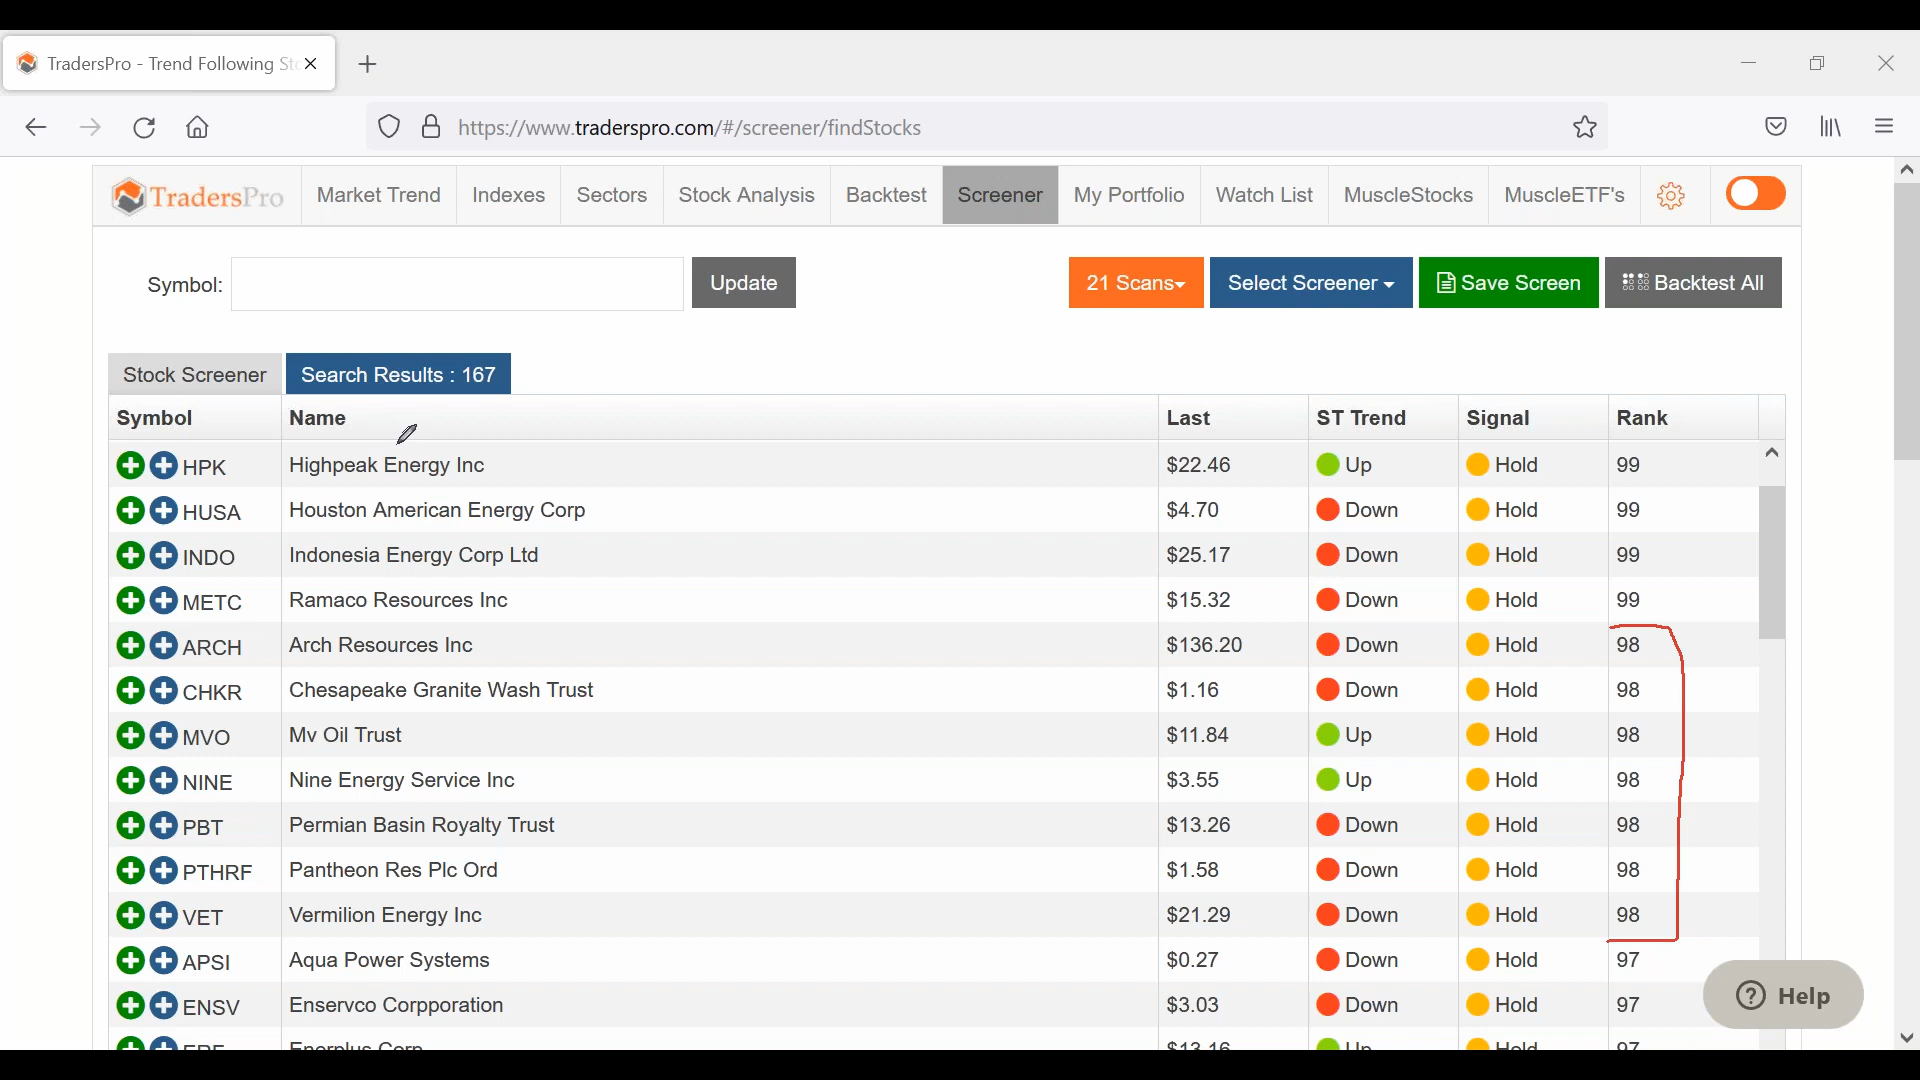 TradersPro - Trend Following Sto
https://www.traderspro.com/#/screener/findStocks
TradersPro Market Trend Indexes Sectors Stock Analysis Backtest Screener My Portfolio Watch List MuscleStocks MuscleETF's
Symbol: Update 21 Scans Select Screener Save Screen Backtest All
Stock Screener Search Results : 167
Symbol Name Last ST Trend Signal Rank
HPK Highpeak Energy Inc $22.46 Up Hold 99
HUSA Houston American Energy Corp $4.70 Down Hold 99
INDO Indonesia Energy Corp Ltd $25.17 Down Hold 99
METC Ramaco Resources Inc $15.32 Down Hold 99
ARCH Arch Resources Inc $136.20 Down Hold 98
CHKR Chesapeake Granite Wash Trust $1.16 Down Hold 98
MVO Mv Oil Trust $11.84 Up Hold 98
NINE Nine Energy Service Inc $3.55 Up Hold 98
PBT Permian Basin Royalty Trust $13.26 Down Hold 98
PTHRF Pantheon Res Plc Ord $1.58 Down Hold 98
VET Vermilion Energy Inc $21.29 Down Hold 98
APSI Aqua Power Systems $0.27 Down Hold 97
ENSV Enservco Corpporation $3.03 Down Hold 97
Enerplus Corp $13.16 Up Hold 97
Help